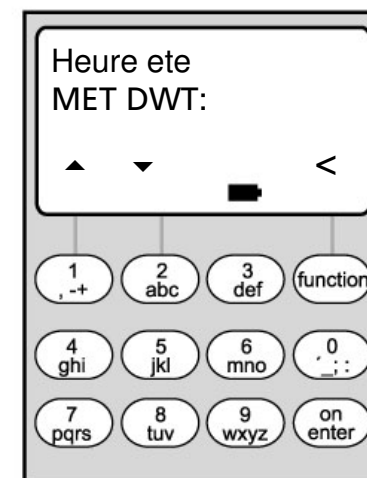 Heure ete
MET DWT:
<
1 2 3 function
, -+ abc def
4 5 6 0
ghi jkl mno ´_; :
7 8 9 on
pqrs tuv wxyz enter